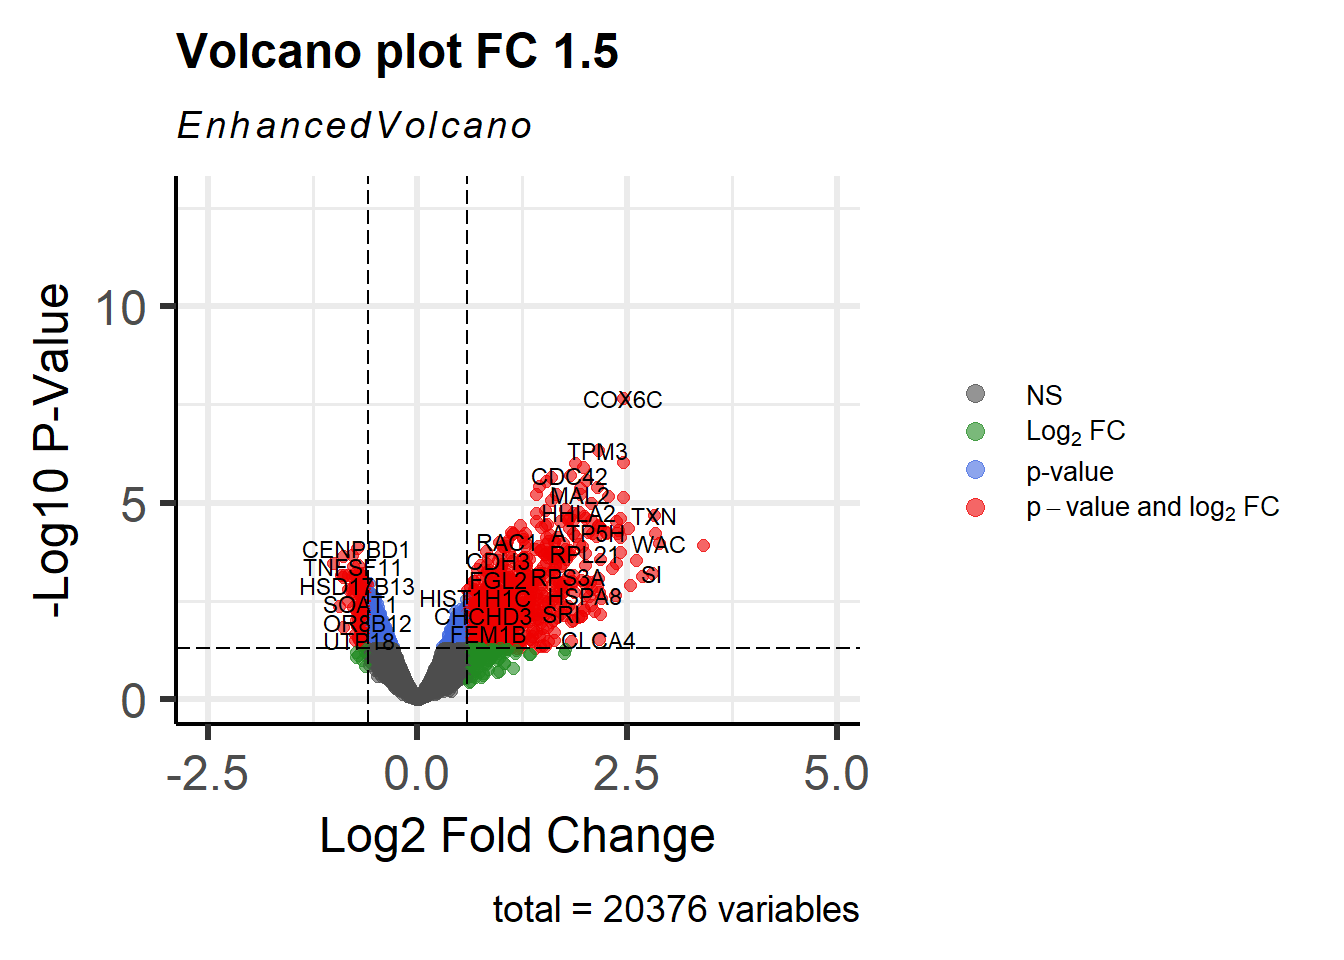 Volcano plot FC 1.5
EnhancedVolcano
-Log10 P-Value
10
5
0
COX6C
TPM3
CDC42
MAL2
HHLA2
TXN
ATP5H
RAC1
WAC
CENPBD1
RPL21
CDH3
TNFSF11
SI
RPS3A
FGL2
HSD17B13
HIST1H1C
HSPA8
SOAT1
CHCHD3
SRI
OR8B12
FEM1B
UTP18
CLCA4
-2.5
0.0
2.5
5.0
Log2 Fold Change
total = 20376 variables
NS
Log2 FC
p-value
p – value and log2 FC